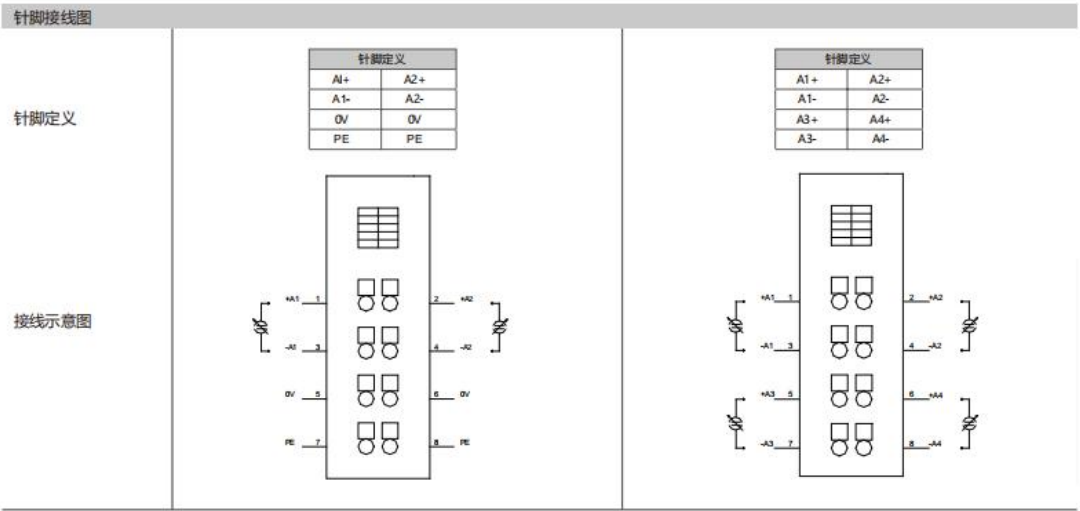 针脚接线图
针脚定义
针脚定义
AI+ A2+
A1- A2-
0V 0V
PE PE
针脚定义
A1+ A2+
A1- A2-
A3+ A4+
A3- A4-
接线示意图
+A1 1 2 +A2
-A1 3 4 -A2
0V 5 6 0V
PE 7 8 PE
+A1 1 2 +A2
-A1 3 4 -A2
+A3 5 6 +A4
-A3 7 8 -A4